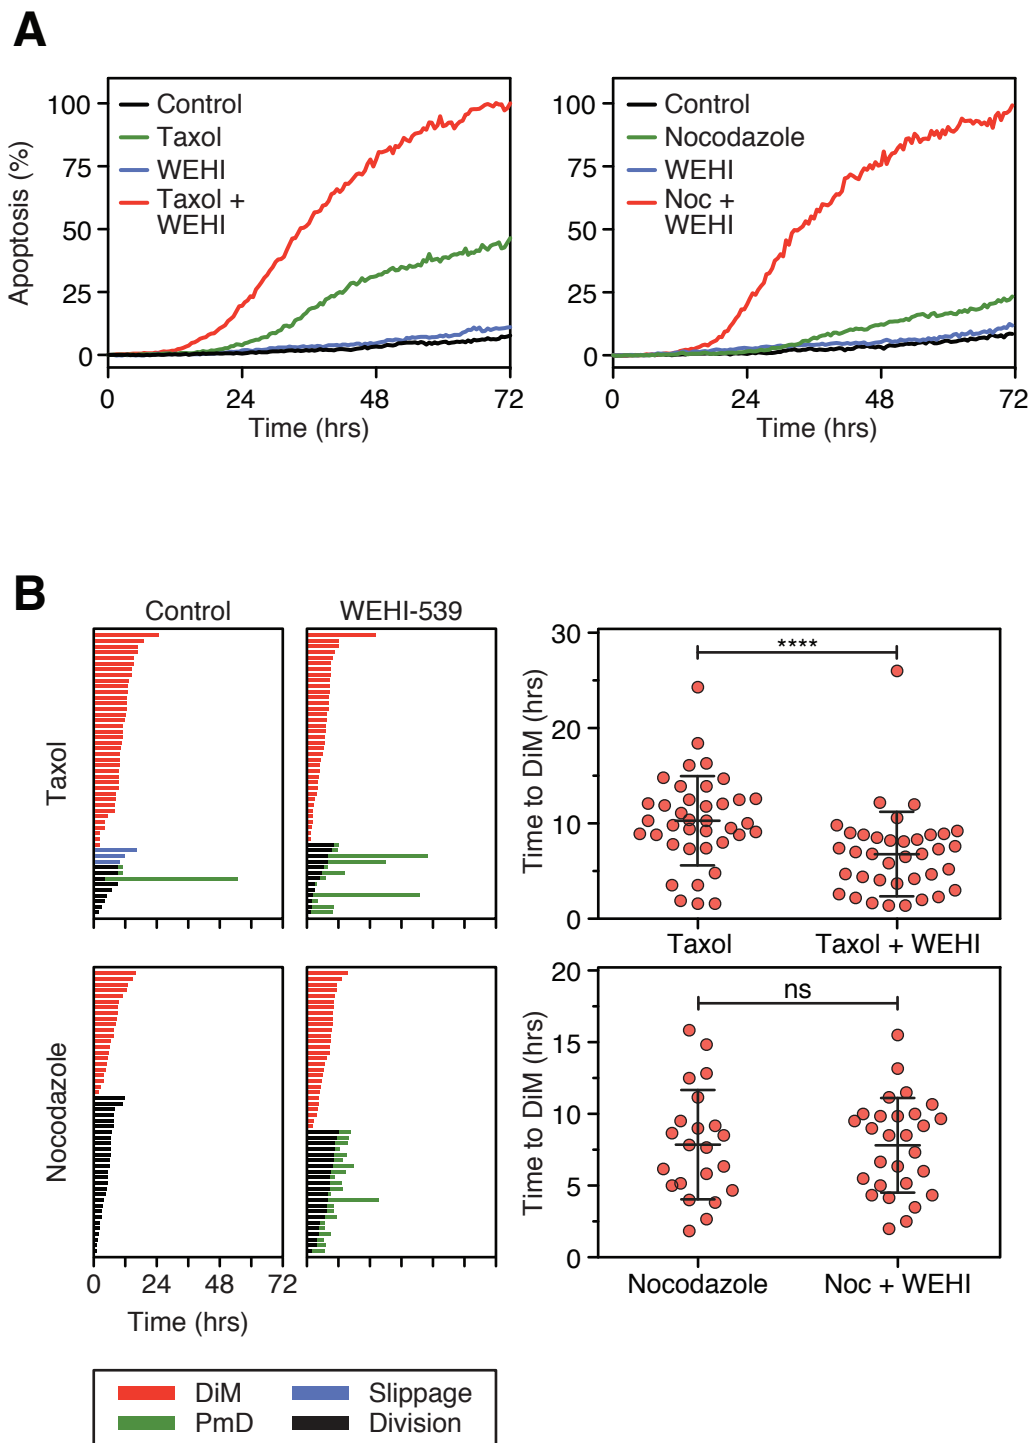 A
Apoptosis (%)
100
75
50
25
0
Control
Taxol
WEHI
Taxol +
WEHI
0 24 48 72
Time (hrs)
100
75
50
25
0
Control
Nocodazole
WEHI
Noc +
WEHI
0 24 48 72
Time (hrs)
B
Control WEHI-539
Taxol
Nocodazole
0 24 48 72
Time (hrs)
Time to DiM (hrs)
30
20
10
0
****
Taxol Taxol + WEHI
Time to DiM (hrs)
20
15
10
5
0
ns
Nocodazole Noc + WEHI
DiM Slippage
PmD Division